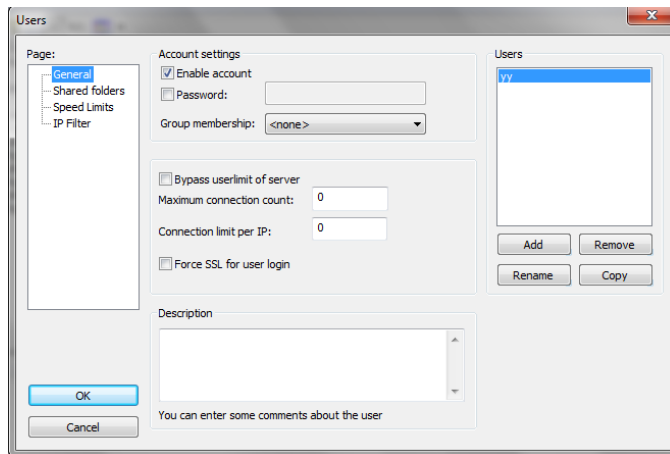 Users
Page:
General
Shared folders
Speed Limits
IP Filter
OK
Cancel
Account settings
Enable account
Password:
Group membership: <none>
Bypass userlimit of server
Maximum connection count: 0
Connection limit per IP: 0
Force SSL for user login
Description
You can enter some comments about the user
Users
yy
Add Remove
Rename Copy